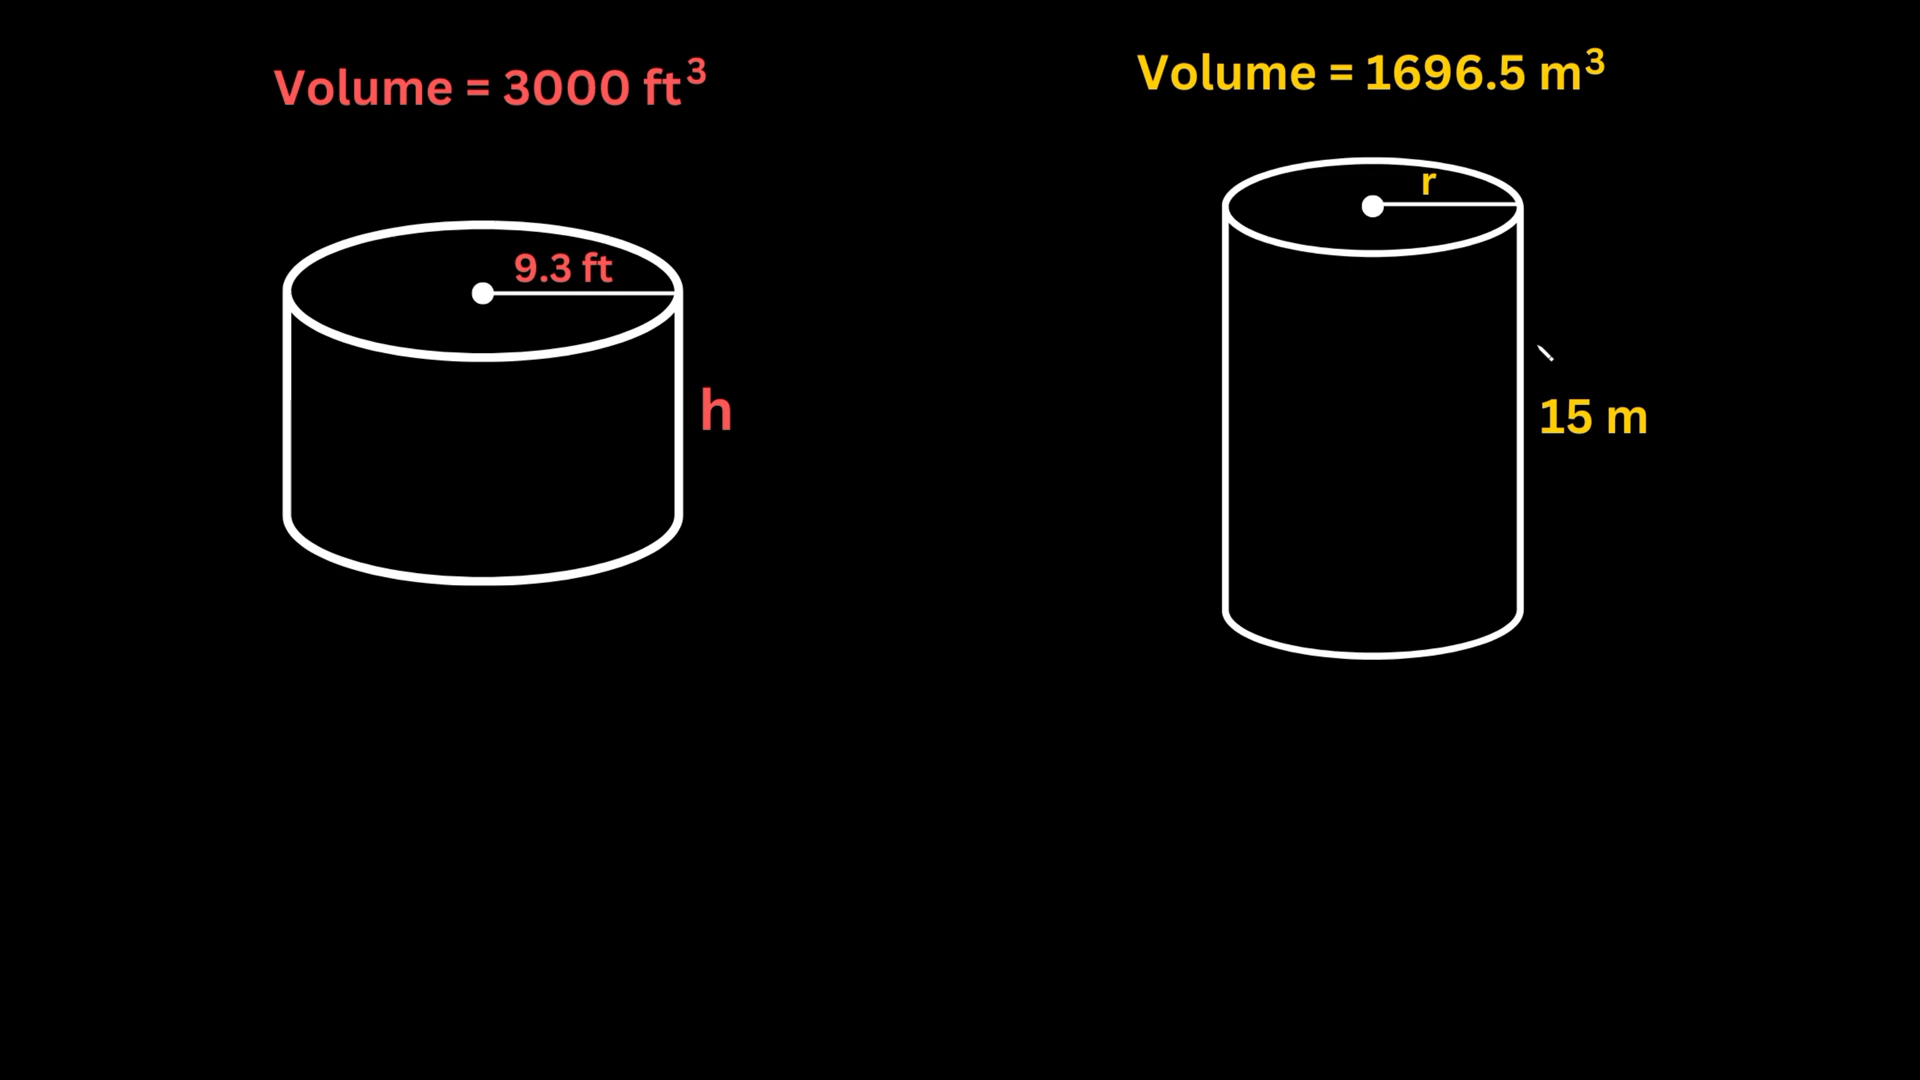 Volume = 3000 ft³
9.3 ft
h
Volume = 1696.5 m³
r
15 m